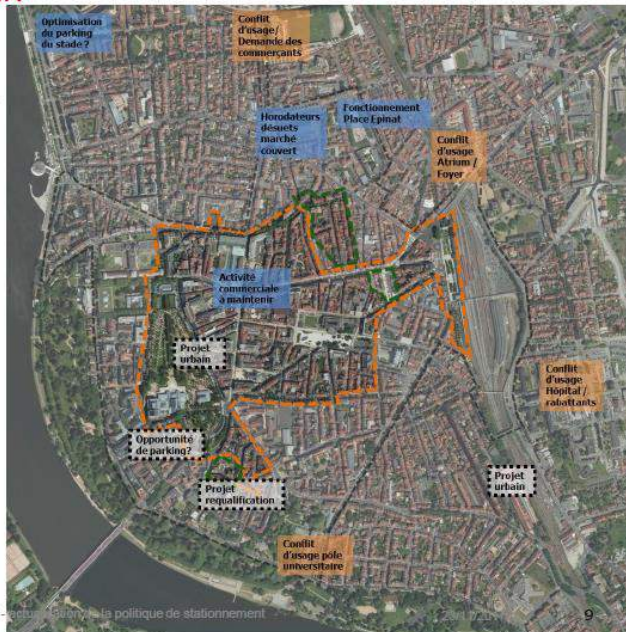 Optimisation
du parking
du stade ?
Conflit
d'usage/
Demande des
commerçants
Horodateurs
désuets
marché
couvert
Fonctionement
Place Epinat
Conflit
d'usage
Atrium /
Foyer
Activité
commerciale
à maintenir
Projet
urbain
Conflit
d'usage
Hôpital /
rabattants
Opportunité
de parking?
Projet
requalification
Projet
urbain
Conflit
d'usage pôle
universitaire
de la politique de stationnement
9